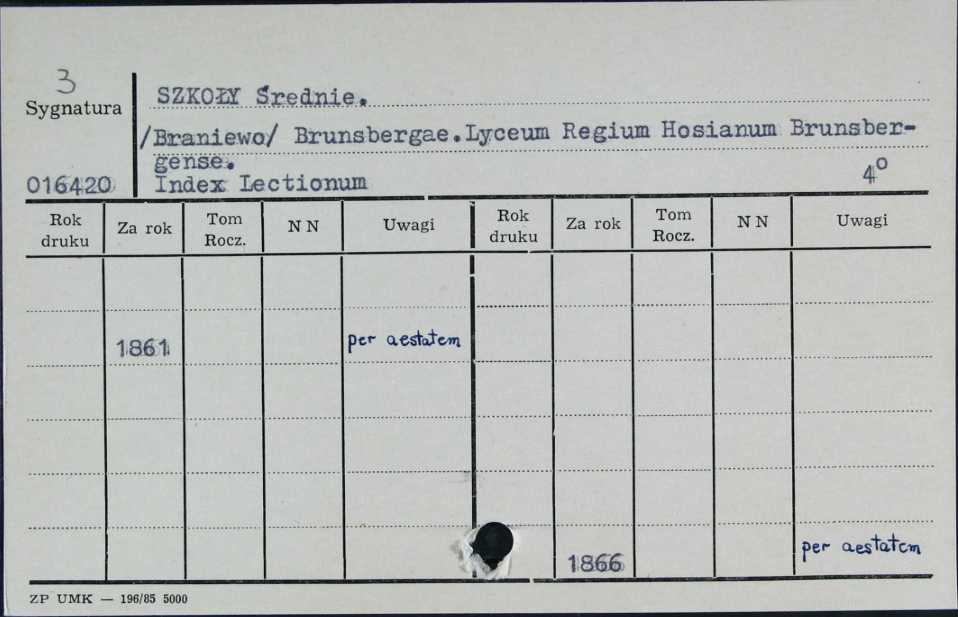 3
Sygnatura
SZKOŁY Średnie.
/Braniewo/ Brunsbergae.Lyceum Regium Hosianum Brunsber-
gense.
016420 Index Lectionum 4°
Rok druku Za rok Tom Rocz. N N Uwagi Rok druku Za rok Tom Rocz. N N Uwagi
1861 per aestatem
1866 per aestatem
ZP UMK — 196/85 5000